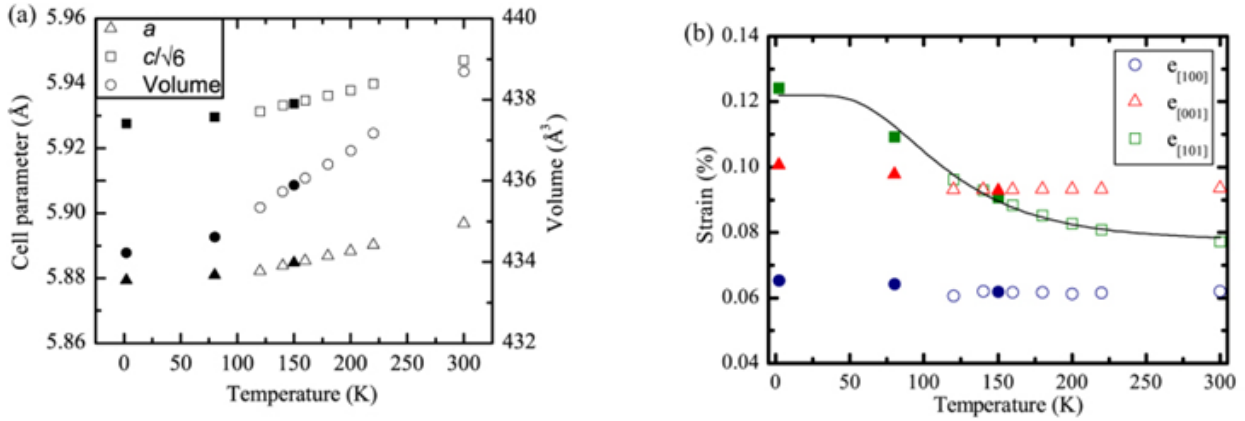 (a)
5.96
5.94
5.92
5.90
5.88
5.86
Cell parameter (Å)
a
c/√6
Volume
440
438
436
434
432
Volume (Å³)
0 50 100 150 200 250 300
Temperature (K)
(b)
0.14
0.12
0.10
0.08
0.06
0.04
Strain (%)
e[100]
e[001]
e[101]
0 50 100 150 200 250 300
Temperature (K)